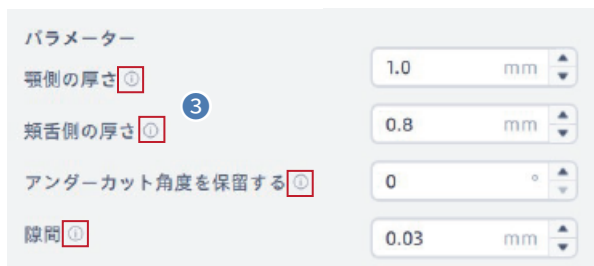 パラメーター
顎側の厚さ ⓘ 1.0 mm
3
頬舌側の厚さ ⓘ 0.8 mm
アンダーカット角度を保留する ⓘ 0 °
隙間 ⓘ 0.03 mm